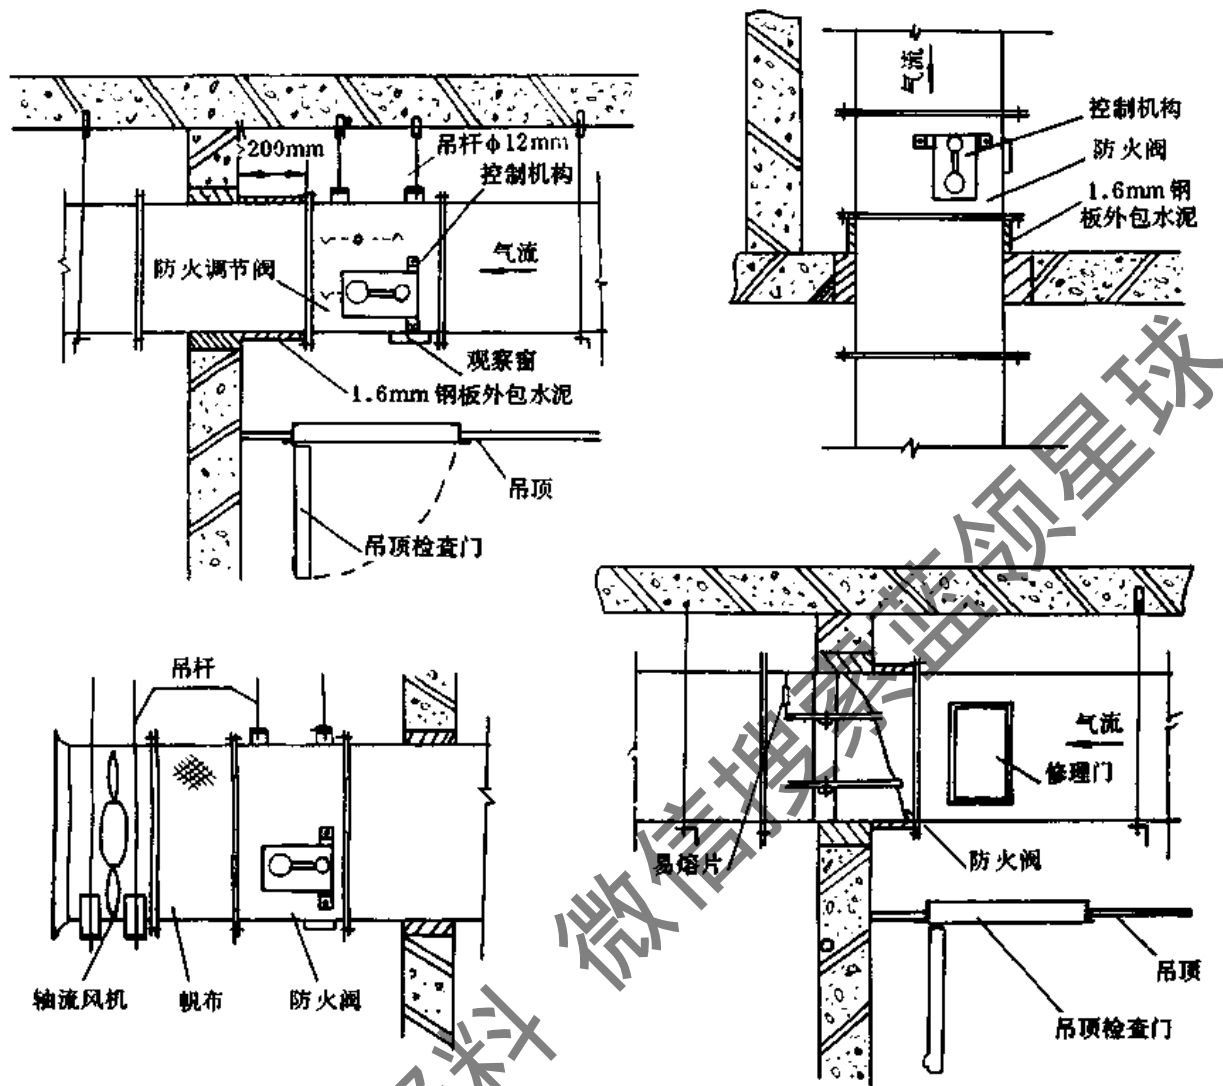 200mm
吊杆ϕ12mm
控制机构
气流
防火调节阀
观察窗
1.6mm钢板外包水泥
吊顶
吊顶检查门
气流
控制机构
防火阀
1.6mm钢
板外包水泥
吊杆
轴流风机
帆布
防火阀
气流
修理门
易熔片
防火阀
吊顶
吊顶检查门
微信搜索蓝领星球
料